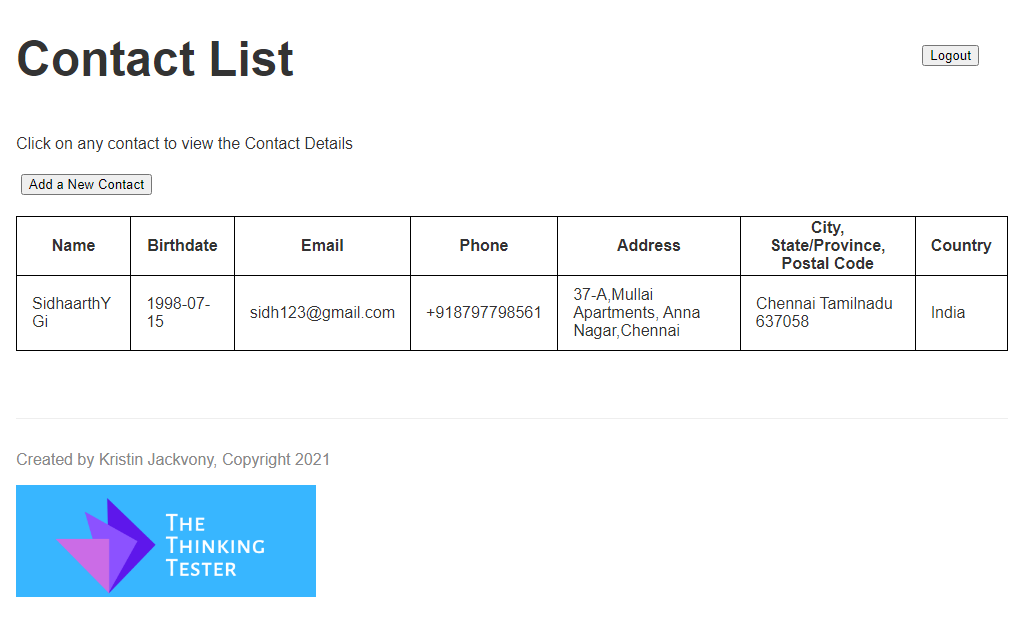 Contact List
Logout
Click on any contact to view the Contact Details
Add a New Contact
Name Birthdate Email Phone Address City, State/Province, Postal Code Country
SidhaarthY Gi 1998-07-15 sidh123@gmail.com +918797798561 37-A,Mullai Apartments, Anna Nagar,Chennai Chennai Tamilnadu 637058 India
Created by Kristin Jackvony, Copyright 2021
THE
THINKING
TESTER